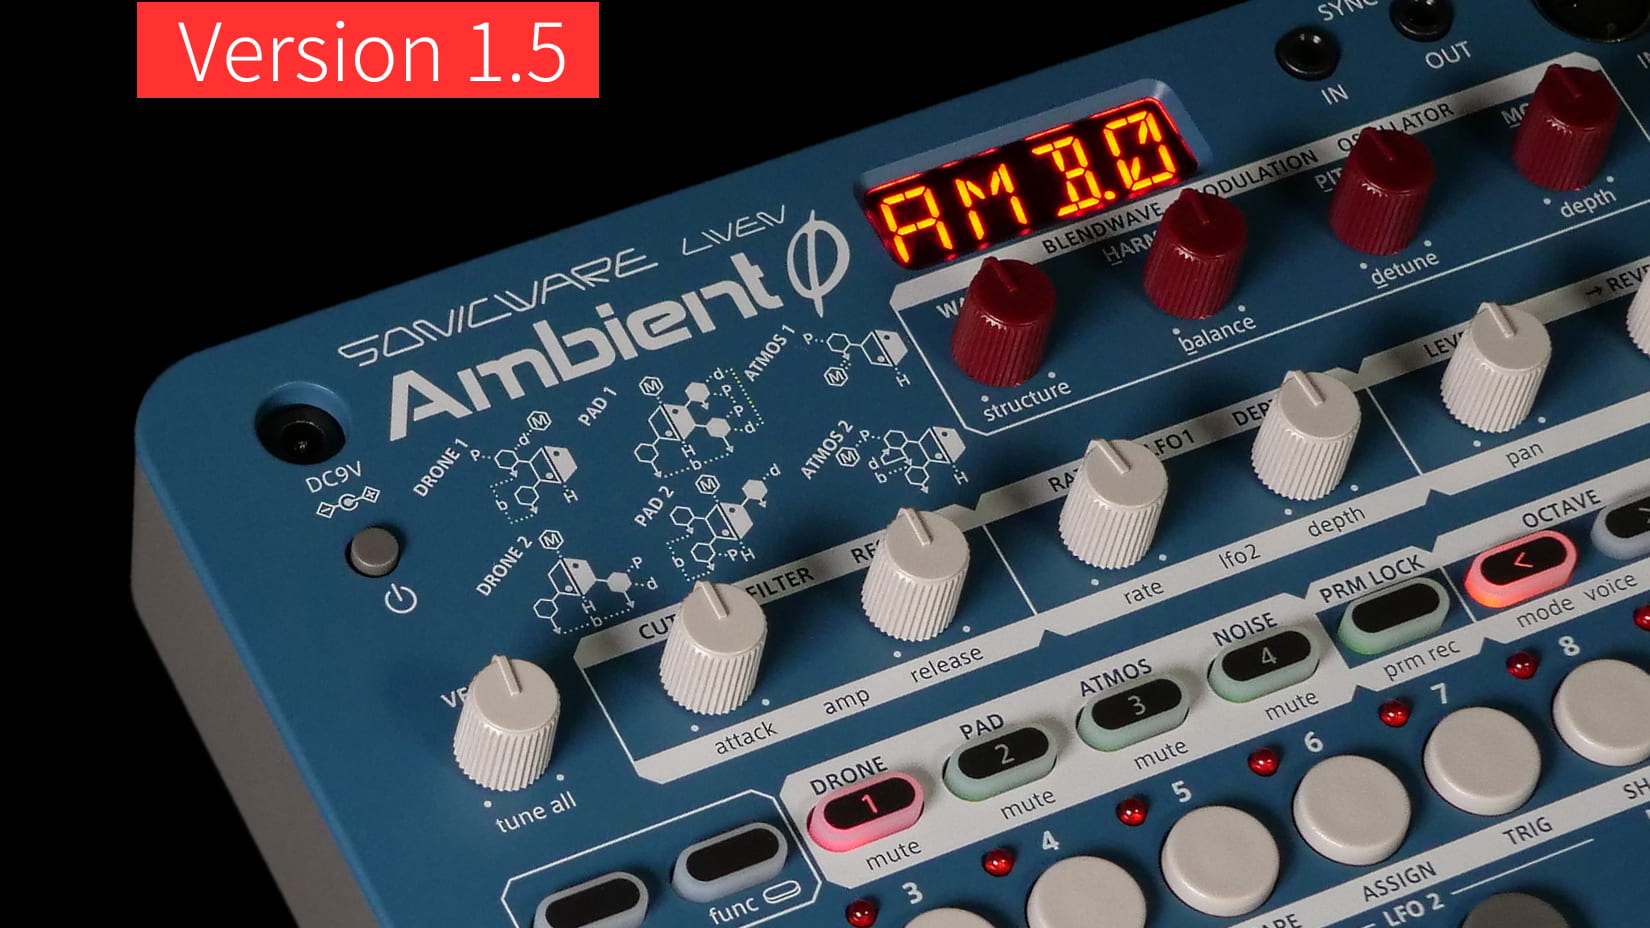 Version 1.5
SYNC
OUT
IN
AMB.0
OSCILLATOR
BLENDWAVE
MODULATION
SONICWARE LIVEN
Ambient Φ
depth
detune
balance
structure
ATMOS 1
PAD 1
DRONE 1
ATMOS 2
PAD 2
DRONE 2
DC9V
LFO1
FILTER
pan
OCTAVE
depth
lfo2
rate
release
amp
attack
PRM LOCK
<
mode voice
NOISE
4
prm rec
ATMOS
3
mute
PAD
2
mute
DRONE
1
mute
mute
tune all
func
8
7
6
5
4
3
TRIG
ASSIGN
LFO 2